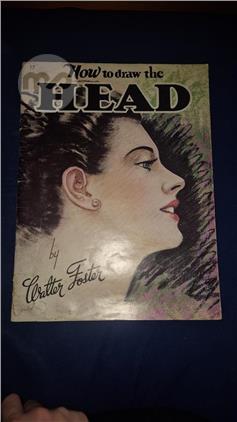 How to draw the
HEAD
by
Walter Foster